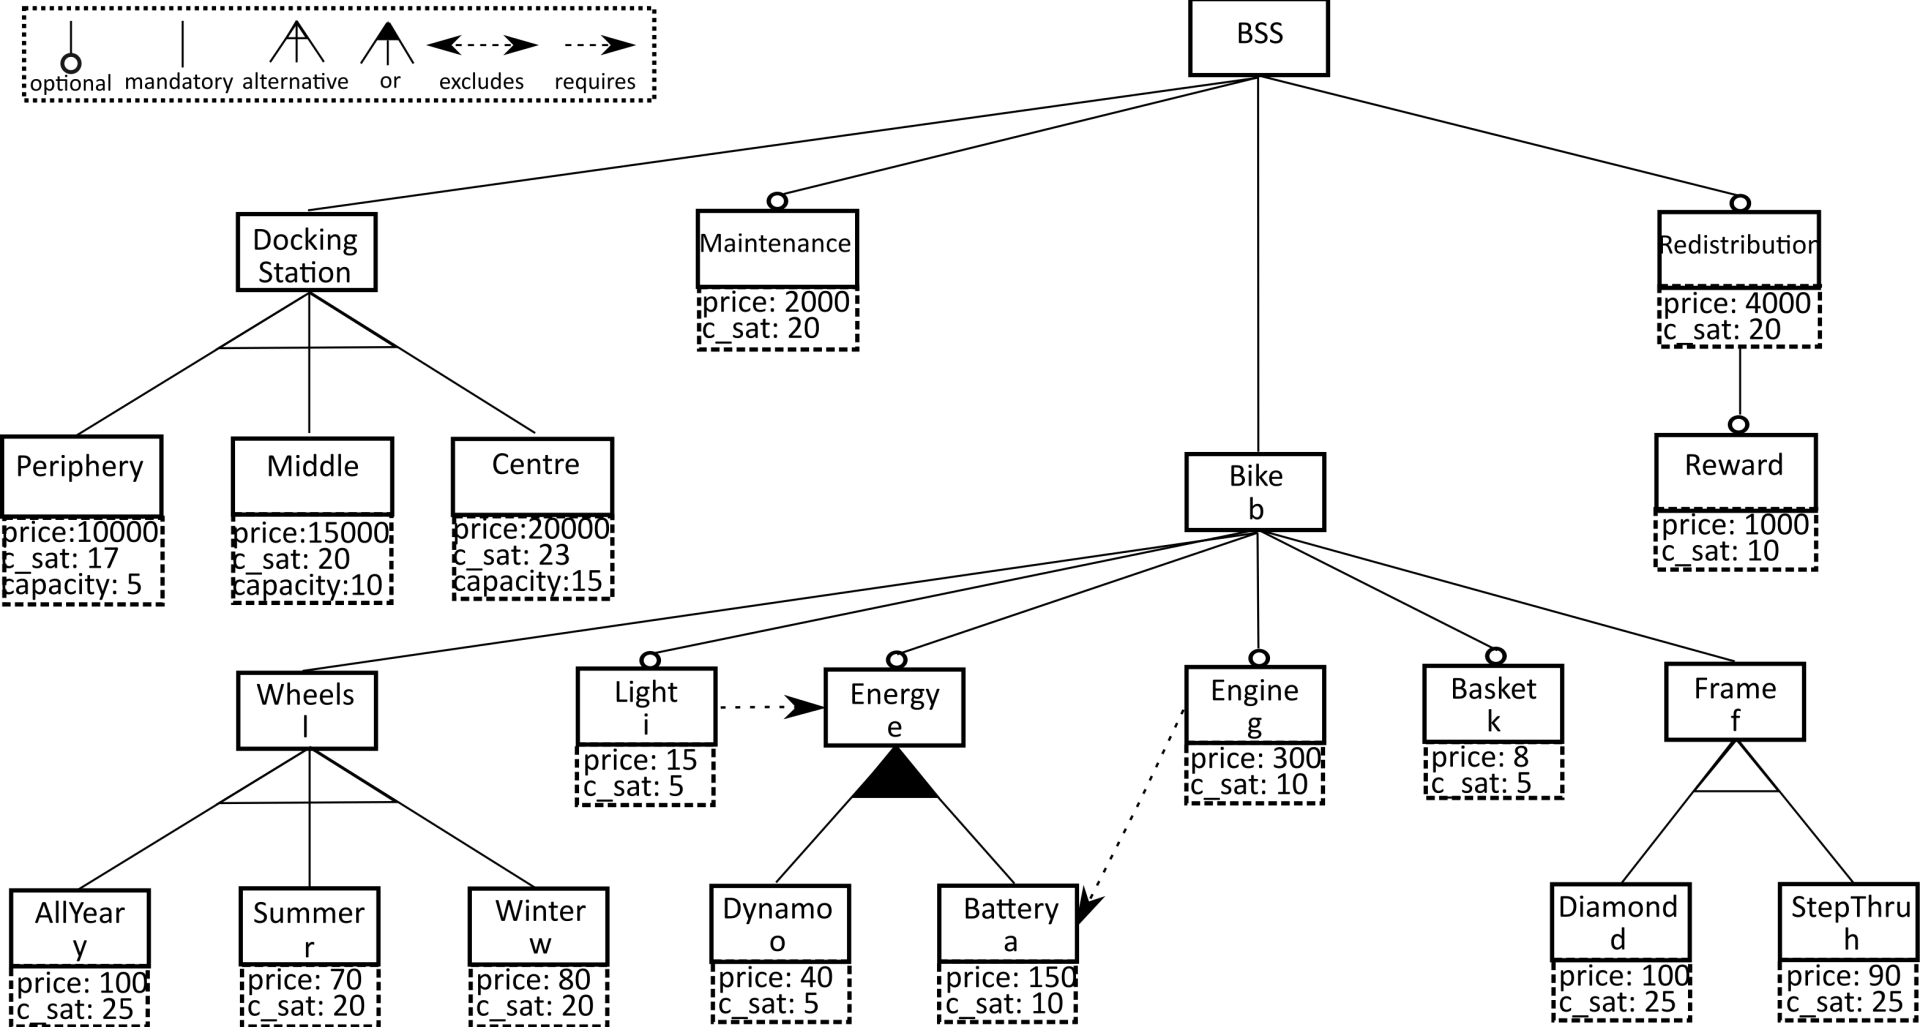 optional mandatory alternative or excludes requires
BSS
Docking
Station
Maintenance
price: 2000
c_sat: 20
Redistribution
price: 4000
c_sat: 20
Periphery
price:10000
c_sat: 17
capacity: 5
Middle
price:15000
c_sat: 20
capacity:10
Centre
price:20000
c_sat: 23
capacity:15
Bike
b
Reward
price: 1000
c_sat: 10
Wheels
l
Light
i
price: 15
c_sat: 5
Energy
e
Engine
g
price: 300
c_sat: 10
Basket
k
price: 8
c_sat: 5
Frame
f
AllYear
y
price: 100
c_sat: 25
Summer
r
price: 70
c_sat: 20
Winter
w
price: 80
c_sat: 20
Dynamo
o
price: 40
c_sat: 5
Battery
a
price: 150
c_sat: 10
Diamond
d
price: 100
c_sat: 25
StepThru
h
price: 90
c_sat: 25